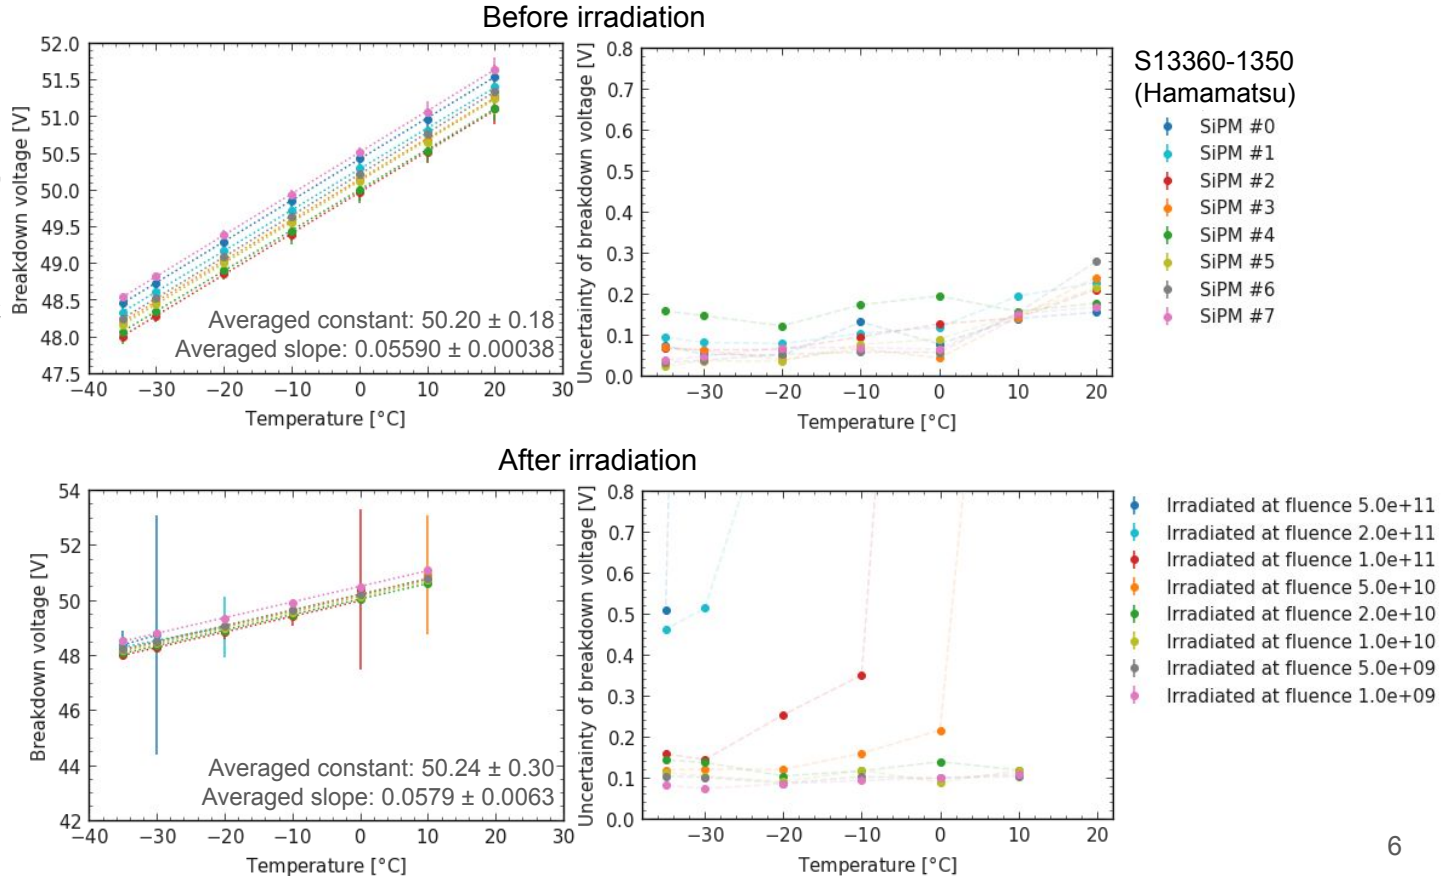 Before irradiation
Breakdown voltage [V]
52.0
51.5
51.0
50.5
50.0
49.5
49.0
48.5
48.0
47.5
−40
−30
−20
−10
0
10
20
30
Temperature [°C]
Averaged constant: 50.20 ± 0.18
Averaged slope: 0.05590 ± 0.00038
Uncertainty of breakdown voltage [V]
0.8
0.7
0.6
0.5
0.4
0.3
0.2
0.1
0.0
−30
−20
−10
0
10
20
Temperature [°C]
S13360-1350
(Hamamatsu)
SiPM #0
SiPM #1
SiPM #2
SiPM #3
SiPM #4
SiPM #5
SiPM #6
SiPM #7
After irradiation
Breakdown voltage [V]
54
52
50
48
46
44
42
−40
−30
−20
−10
0
10
20
30
Temperature [°C]
Averaged constant: 50.24 ± 0.30
Averaged slope: 0.0579 ± 0.0063
Uncertainty of breakdown voltage [V]
0.8
0.7
0.6
0.5
0.4
0.3
0.2
0.1
0.0
−30
−20
−10
0
10
20
Temperature [°C]
Irradiated at fluence 5.0e+11
Irradiated at fluence 2.0e+11
Irradiated at fluence 1.0e+11
Irradiated at fluence 5.0e+10
Irradiated at fluence 2.0e+10
Irradiated at fluence 1.0e+10
Irradiated at fluence 5.0e+09
Irradiated at fluence 1.0e+09
6